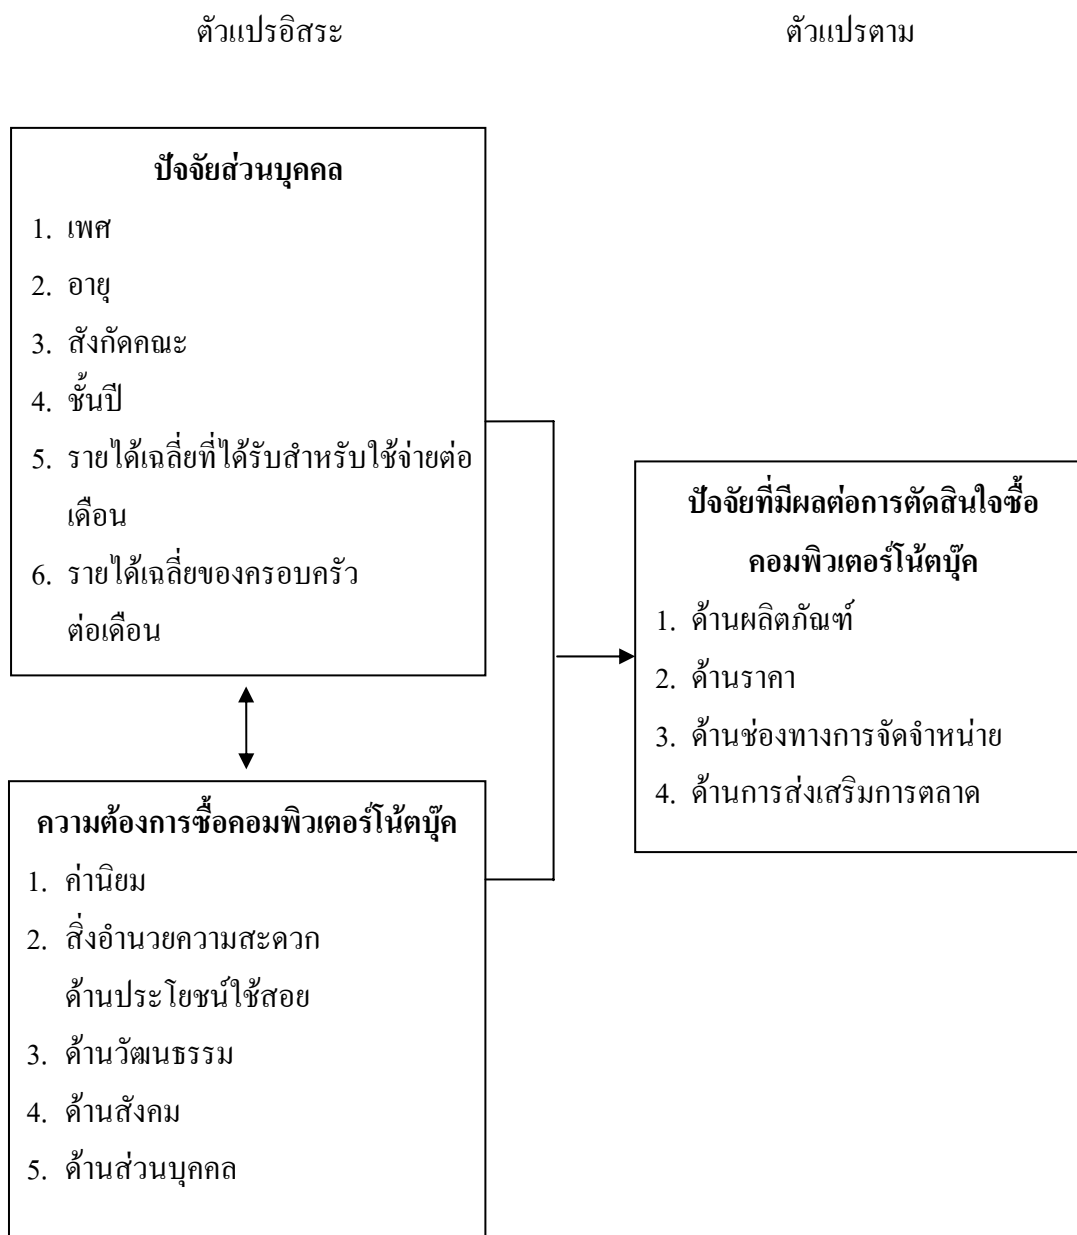 ตัวแปรอิสระ
ตัวแปรตาม
ปัจจัยส่วนบุคคล
1. เพศ
2. อายุ
3. สังกัดคณะ
4. ชั้นปี
5. รายได้เฉลี่ยที่ได้รับสำหรับใช้จ่ายต่อ
เดือน
6. รายได้เฉลี่ยของครอบครัว
ต่อเดือน
ความต้องการซื้อคอมพิวเตอร์โน้ตบุ๊ค
1. ค่านิยม
2. สิ่งอำนวยความสะดวก
ด้านประโยชน์ใช้สอย
3. ด้านวัฒนธรรม
4. ด้านสังคม
5. ด้านส่วนบุคคล
ปัจจัยที่มีผลต่อการตัดสินใจซื้อ
คอมพิวเตอร์โน้ตบุ๊ค
1. ด้านผลิตภัณฑ์
2. ด้านราคา
3. ด้านช่องทางการจัดจำหน่าย
4. ด้านการส่งเสริมการตลาด